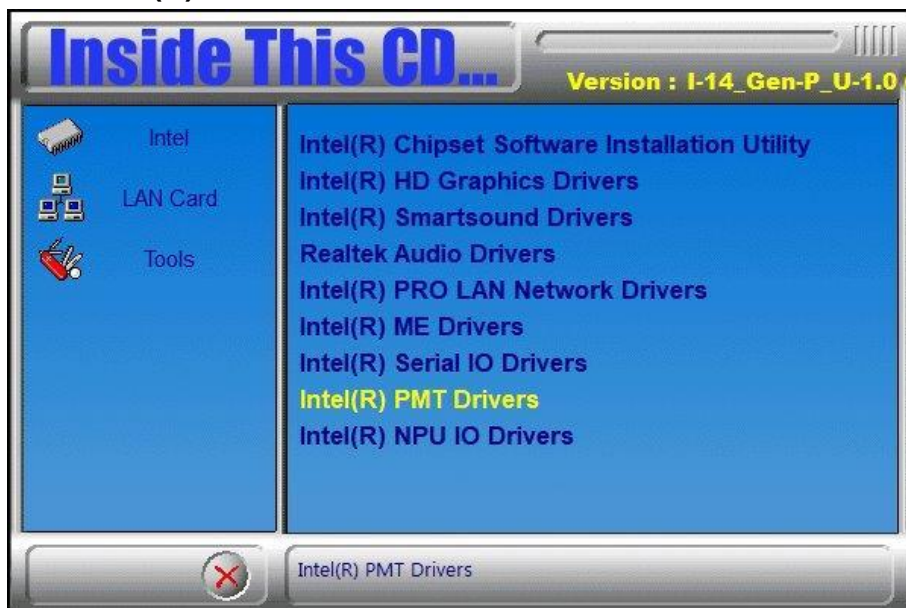 Inside This CD...
Version : I-14_Gen-P_U-1.0
Intel
LAN Card
Tools
Intel(R) Chipset Software Installation Utility
Intel(R) HD Graphics Drivers
Intel(R) Smartsound Drivers
Realtek Audio Drivers
Intel(R) PRO LAN Network Drivers
Intel(R) ME Drivers
Intel(R) Serial IO Drivers
Intel(R) PMT Drivers
Intel(R) NPU IO Drivers
Intel(R) PMT Drivers